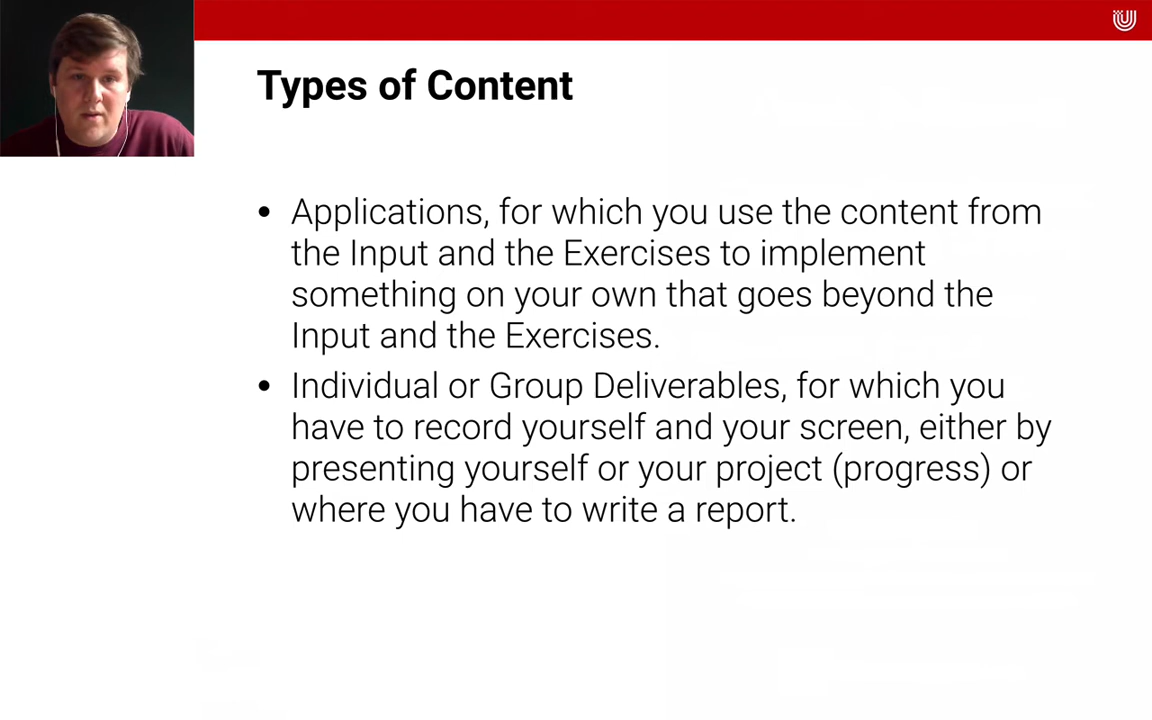 Types of Content
• Applications, for which you use the content from
the Input and the Exercises to implement
something on your own that goes beyond the
Input and the Exercises.
• Individual or Group Deliverables, for which you
have to record yourself and your screen, either by
presenting yourself or your project (progress) or
where you have to write a report.